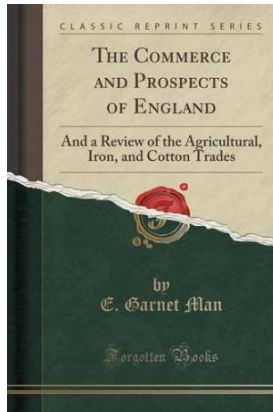 CLASSIC REPRINT SERIES
THE COMMERCE
AND PROSPECTS
OF ENGLAND
And a Review of the Agricultural,
Iron, and Cotton Trades
by
E. Garnet Man
Forgotten Books